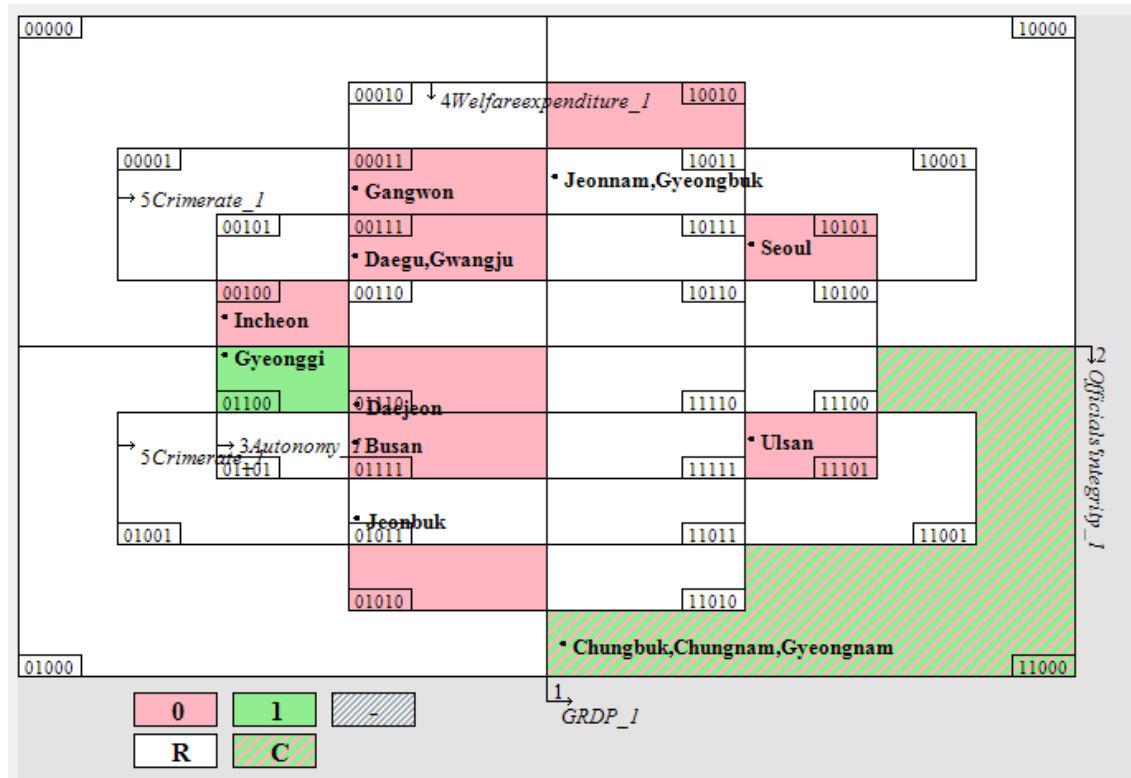 00000 10000
00010 4Welfareexpenditure_1 10010
00001 00011 10011 10001
Jeonnam,Gyeongbuk
Gangwon
5Crimerate_1
00101 00111 10111 10101
Seoul
Daegu,Gwangju
00100 00110 10110 10100
Incheon
Gyeonggi
2
Officials'integrity_1
01100 01110 11110 11100
Daejeon
5Crimerate_1 3Autonomy_1 Busan Ulsan
01101 01111 11111 11101
Jeonbuk
01001 01011 11011 11001
01010 11010
Chungbuk,Chungnam,Gyeongnam
01000 11000
1
GRDP_1
0 1 -
R C